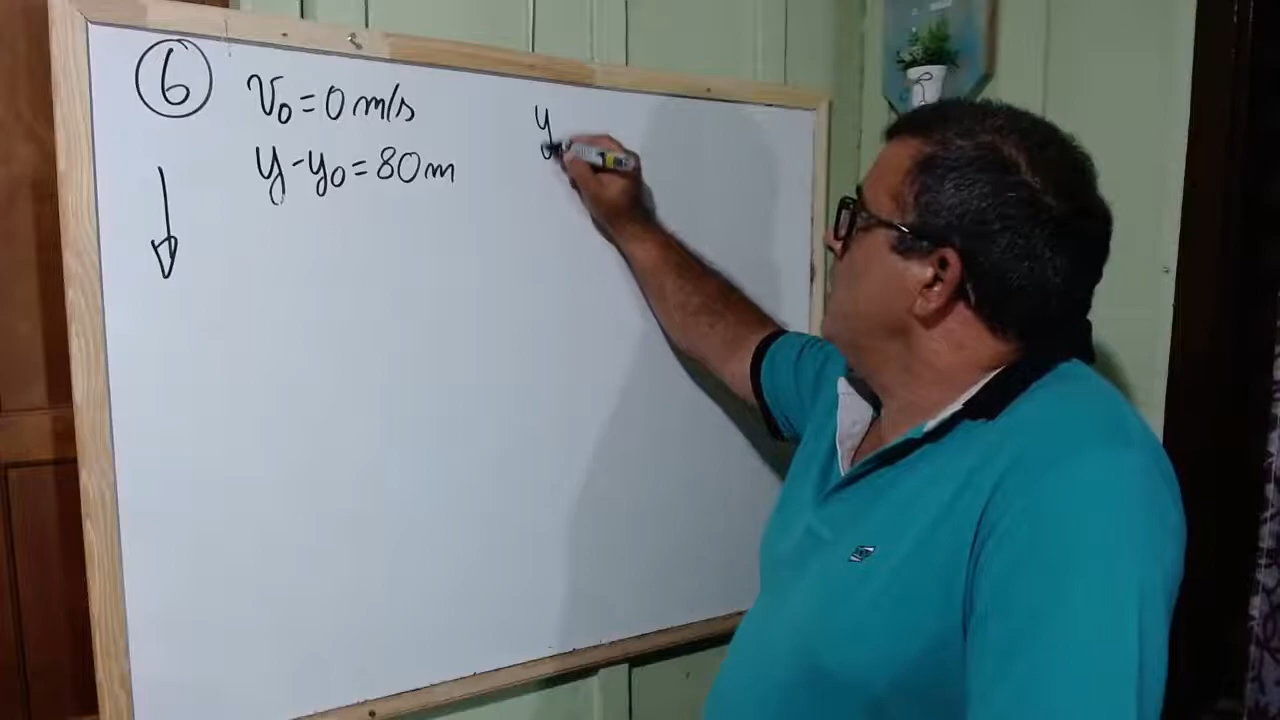 6
v₀ = 0 m/s
y - y₀ = 80 m
y